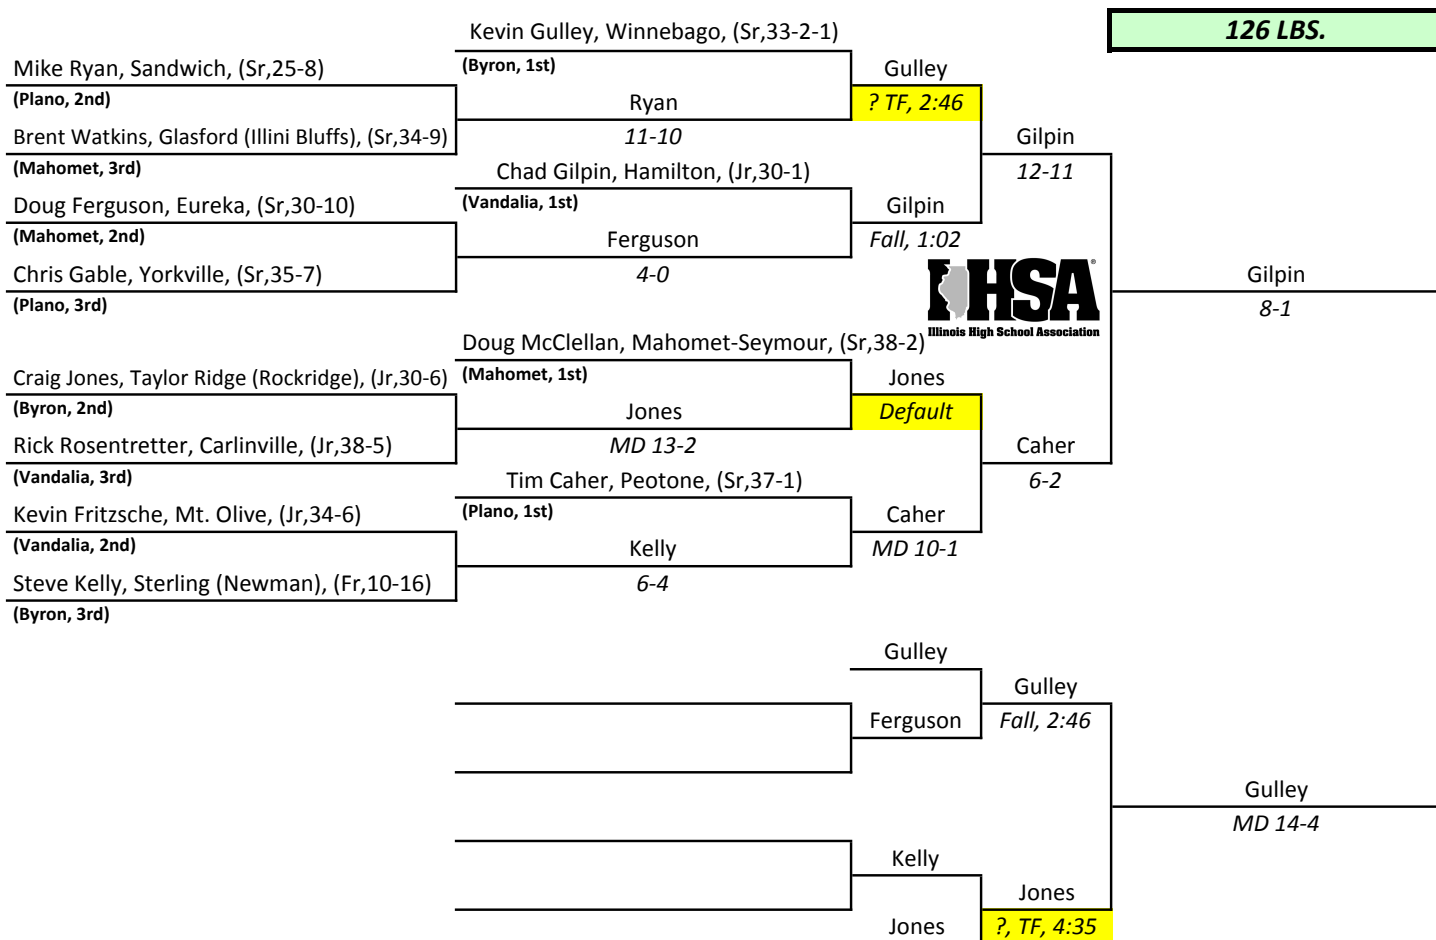 Kevin Gulley, Winnebago, (Sr,33-2-1)
126 LBS.
Mike Ryan, Sandwich, (Sr,25-8)
(Byron, 1st)
Gulley
(Plano, 2nd)
Ryan
? TF, 2:46
Brent Watkins, Glasford (Illini Bluffs), (Sr,34-9)
11-10
Gilpin
(Mahomet, 3rd)
Chad Gilpin, Hamilton, (Jr,30-1)
12-11
Doug Ferguson, Eureka, (Sr,30-10)
(Vandalia, 1st)
Gilpin
(Mahomet, 2nd)
Ferguson
Fall, 1:02
Chris Gable, Yorkville, (Sr,35-7)
4-0
IHSA
®
Gilpin
(Plano, 3rd)
8-1
Illinois High School Association
Doug McClellan, Mahomet-Seymour, (Sr,38-2)
Craig Jones, Taylor Ridge (Rockridge), (Jr,30-6)
(Mahomet, 1st)
Jones
(Byron, 2nd)
Jones
Default
Rick Rosentretter, Carlinville, (Jr,38-5)
MD 13-2
Caher
(Vandalia, 3rd)
Tim Caher, Peotone, (Sr,37-1)
6-2
Kevin Fritzsche, Mt. Olive, (Jr,34-6)
(Plano, 1st)
Caher
(Vandalia, 2nd)
Kelly
MD 10-1
Steve Kelly, Sterling (Newman), (Fr,10-16)
6-4
(Byron, 3rd)
Gulley
Gulley
Ferguson
Fall, 2:46
Gulley
MD 14-4
Kelly
Jones
Jones
?, TF, 4:35